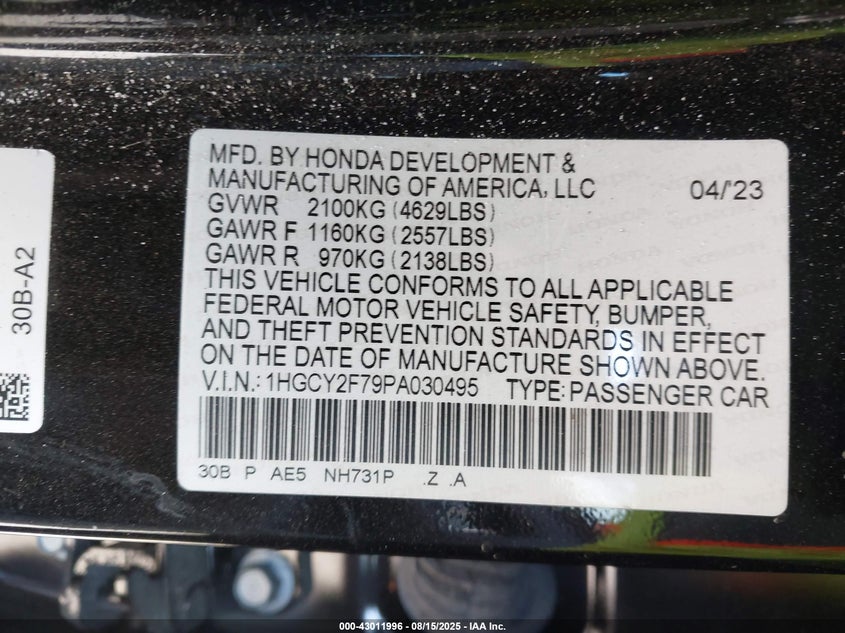 MFD. BY HONDA DEVELOPMENT &
MANUFACTURING OF AMERICA, LLC 04/'23
GVWR 2100KG (4629LBS)
GAWR F 1160KG (2557LBS)
GAWR R 970KG (2138LBS)
THIS VEHICLE CONFORMS TO ALL APPLICABLE
FEDERAL MOTOR VEHICLE SAFETY, BUMPER,
AND THEFT PREVENTION STANDARDS IN EFFECT
ON THE DATE OF MANUFACTURE SHOWN ABOVE.
V.I.N.: 1HGCY2F79PA030495 TYPE: PASSENGER CAR
30B P AE5 NH731P .Z .A
30B-A2
000-43011996 - 08/15/2025 - IAA Inc.